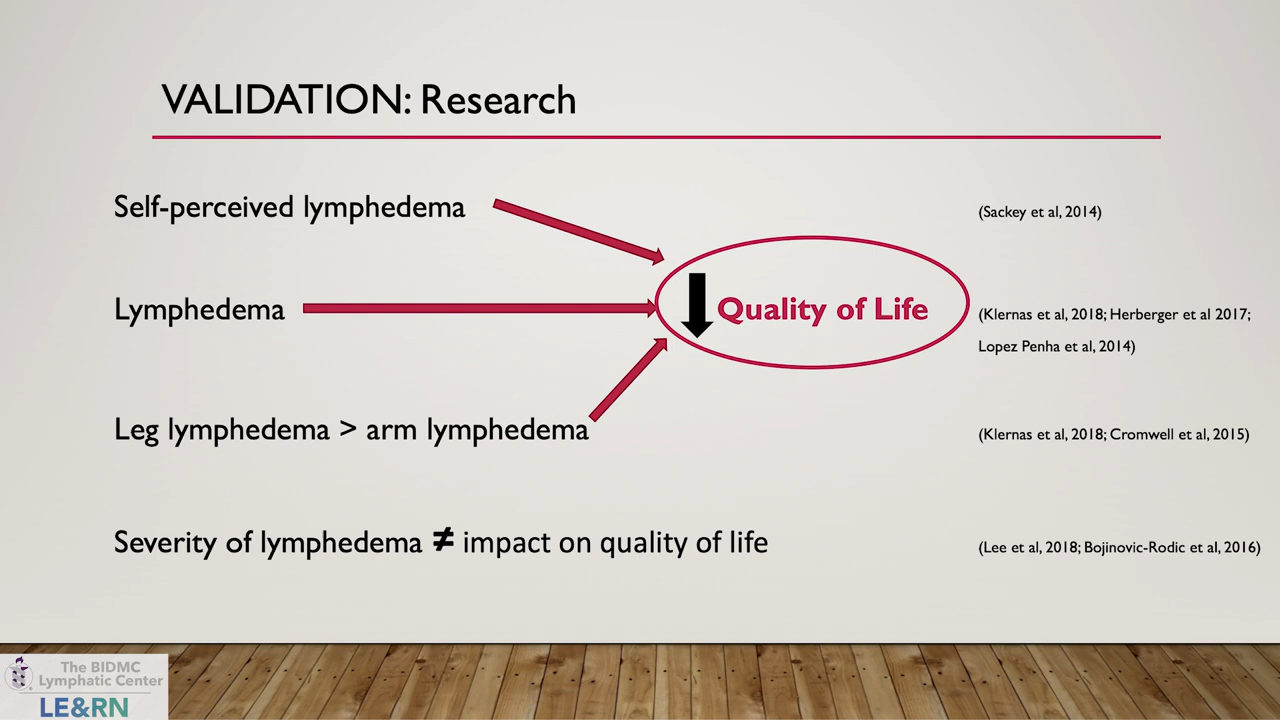 VALIDATION: Research
Self-perceived lymphedema
(Sackey et al, 2014)
Lymphedema
Quality of Life
(Klernas et al, 2018; Herberger et al 2017;
Lopez Penha et al, 2014)
Leg lymphedema > arm lymphedema
(Klernas et al, 2018; Cromwell et al, 2015)
Severity of lymphedema ≠ impact on quality of life
(Lee et al, 2018; Bojinovic-Rodic et al, 2016)
The BIDMC
Lymphatic Center
LE&RN